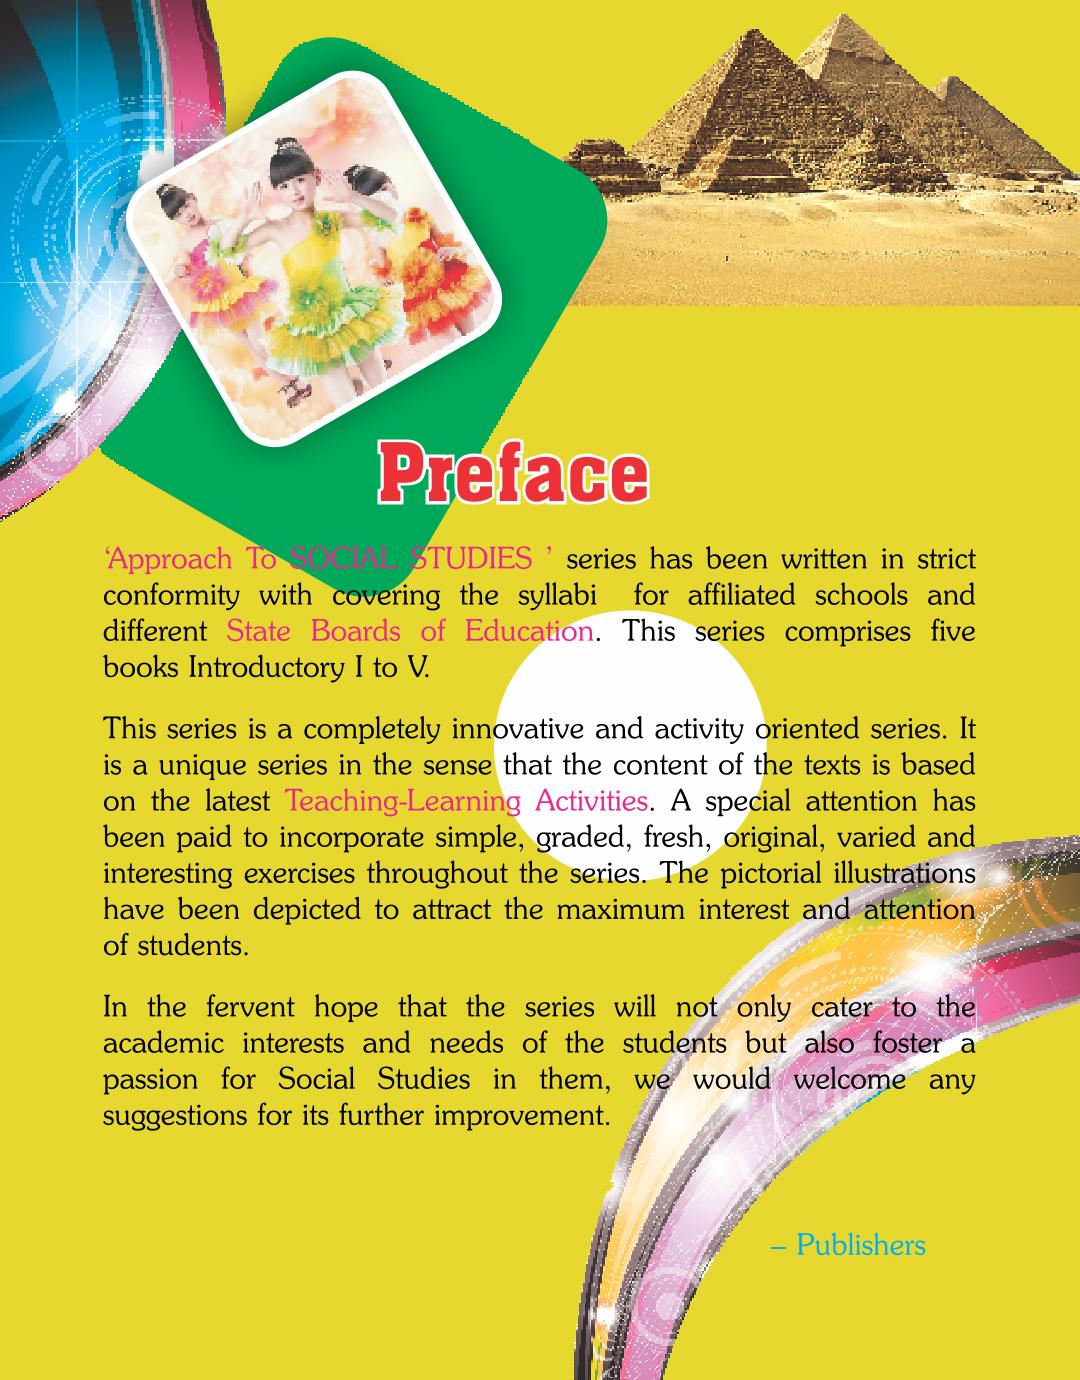 Preface
‘Approach To SOCIAL STUDIES ’ series has been written in strict
conformity with covering the syllabi for affiliated schools and
different State Boards of Education. This series comprises five
books Introductory I to V.
This series is a completely innovative and activity oriented series. It
is a unique series in the sense that the content of the texts is based
on the latest Teaching-Learning Activities. A special attention has
been paid to incorporate simple, graded, fresh, original, varied and
interesting exercises throughout the series. The pictorial illustrations
have been depicted to attract the maximum interest and attention
of students.
In the fervent hope that the series will not only cater to the
academic interests and needs of the students but also foster a
passion for Social Studies in them, we would welcome any
suggestions for its further improvement.
– Publishers